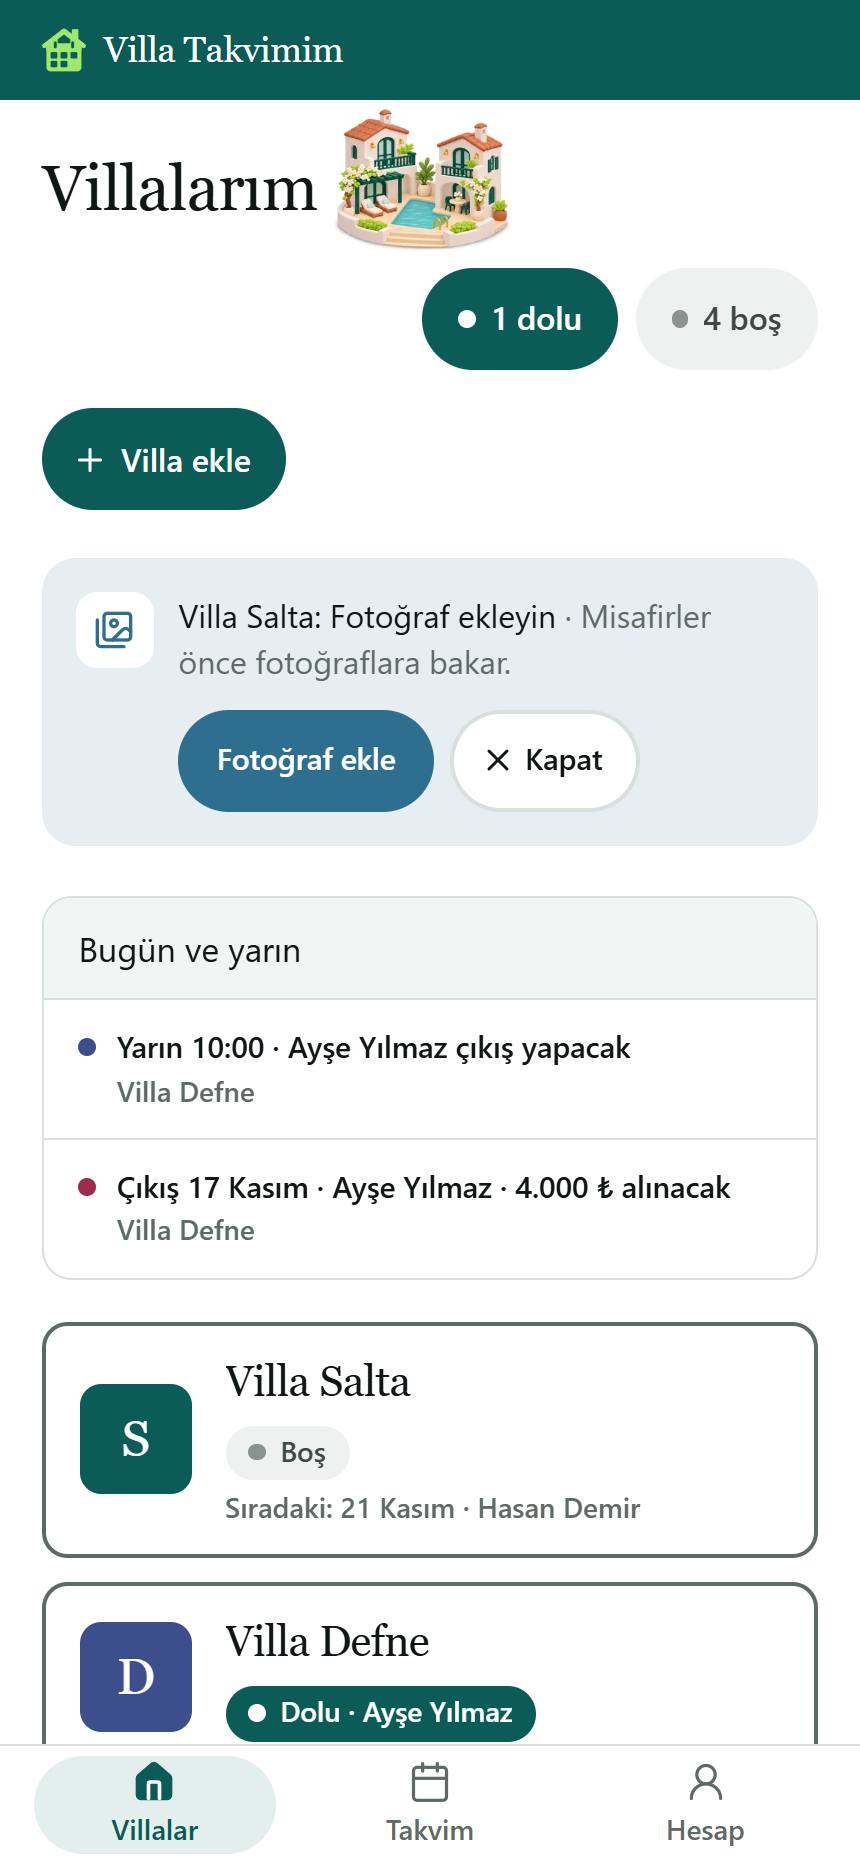 Villa Takvimim
Villalarım
1 dolu
4 boş
+ Villa ekle
Villa Salta: Fotoğraf ekleyin · Misafirler
önce fotoğraflara bakar.
Fotoğraf ekle
Kapat
Bugün ve yarın
Yarın 10:00 · Ayşe Yılmaz çıkış yapacak
Villa Defne
Çıkış 17 Kasım · Ayşe Yılmaz · 4.000 ₺ alınacak
Villa Defne
S
Villa Salta
Boş
Sıradaki: 21 Kasım · Hasan Demir
D
Villa Defne
Dolu · Ayşe Yılmaz
Villalar
Takvim
Hesap